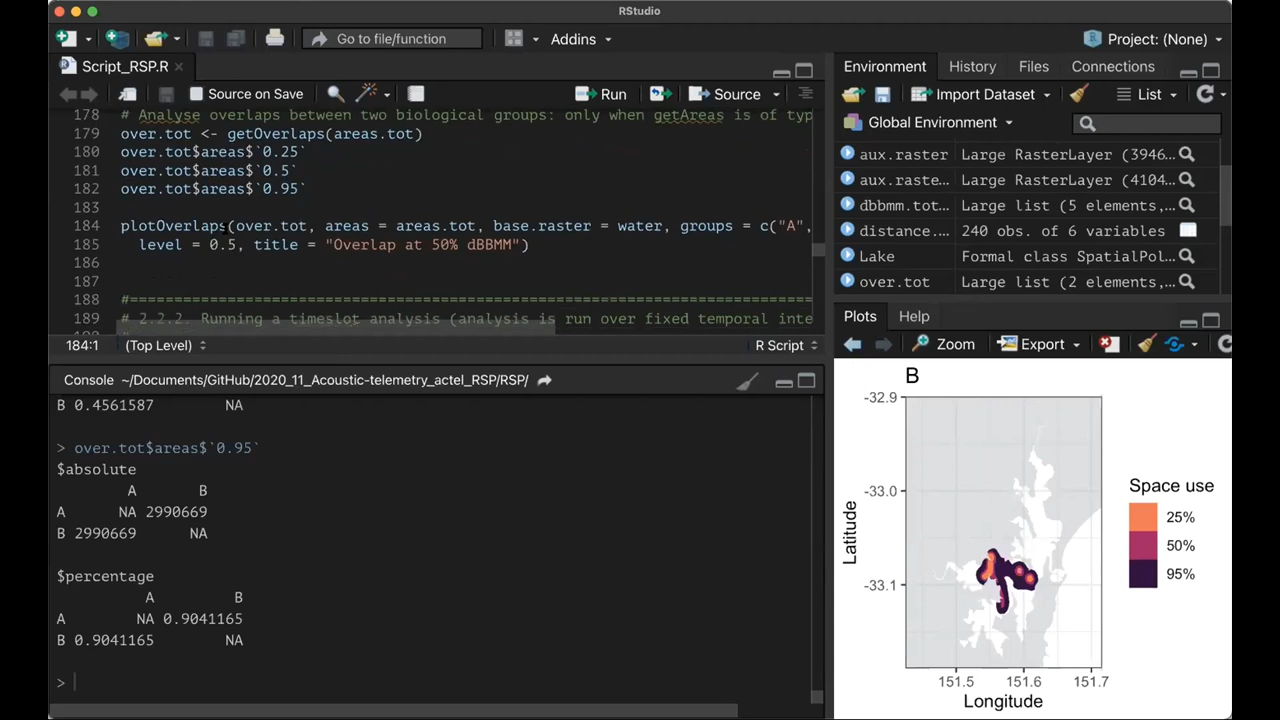 RStudio
Go to file/function
Addins
Project: (None)
Script_RSP.R
Source on Save
Run
Source
178 # Analyse overlaps between two biological groups: only when getAreas is of typ
179 over.tot <- getOverlaps(areas.tot)
180 over.tot$areas$`0.25`
181 over.tot$areas$`0.5`
182 over.tot$areas$`0.95`
183
184 plotOverlaps(over.tot, areas = areas.tot, base.raster = water, groups = c("A",
185 level = 0.5, title = "Overlap at 50% dBBMM")
186
187
188 #======================================================================
189 # 2.2.2. Running a timeslot analysis (analysis is run over fixed temporal inte
184:1
(Top Level)
R Script
Console ~/Documents/GitHub/2020_11_Acoustic-telemetry_actel_RSP/RSP/
B 0.4561587 NA
> over.tot$areas$`0.95`
$absolute
A B
A NA 2990669
B 2990669 NA
$percentage
A B
A NA 0.9041165
B 0.9041165 NA
>
Environment
History
Files
Connections
Import Dataset
List
Global Environment
aux.raster Large RasterLayer (3946…
aux.raste… Large RasterLayer (4104…
dbbmm.tot… Large list (5 elements,…
distance.… 240 obs. of 6 variables
Lake Formal class SpatialPol…
over.tot Large list (2 elements,…
Plots
Help
Zoom
Export
B
-32.9
-33.0
-33.1
Latitude
151.5 151.6 151.7
Longitude
Space use
25%
50%
95%